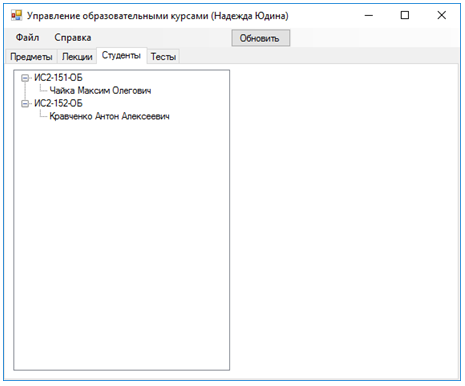 Управление образовательными курсами (Надежда Юдина)
Файл Справка Обновить
Предметы Лекции Студенты Тесты
ИС2-151-ОБ
Чайка Максим Олегович
ИС2-152-ОБ
Кравченко Антон Алексеевич